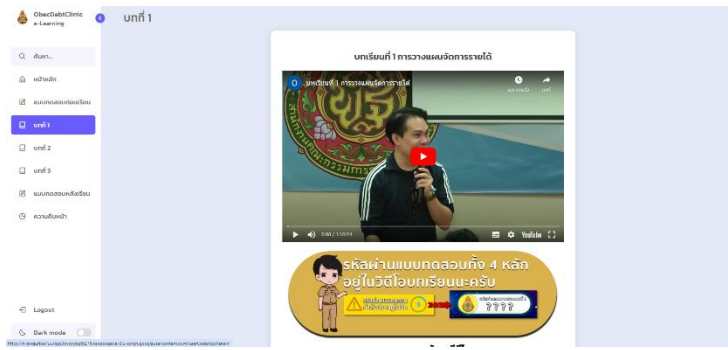 ObecDebtClinic
e-Learning
บทที่ 1
ค้นหา...
หน้าหลัก
แบบทดสอบก่อนเรียน
บทที่ 1
บทที่ 2
บทที่ 3
แบบทดสอบหลังเรียน
ความคืบหน้า
Logout
Dark mode
บทเรียนที่ 1 การวางแผนจัดการรายได้
บทเรียนที่ 1 การวางแผนจัดการรายได้
YouTube
รหัสผ่านแบบทดสอบทั้ง 4 หลัก
อยู่ในวิดีโอบทเรียนนะครับ
????